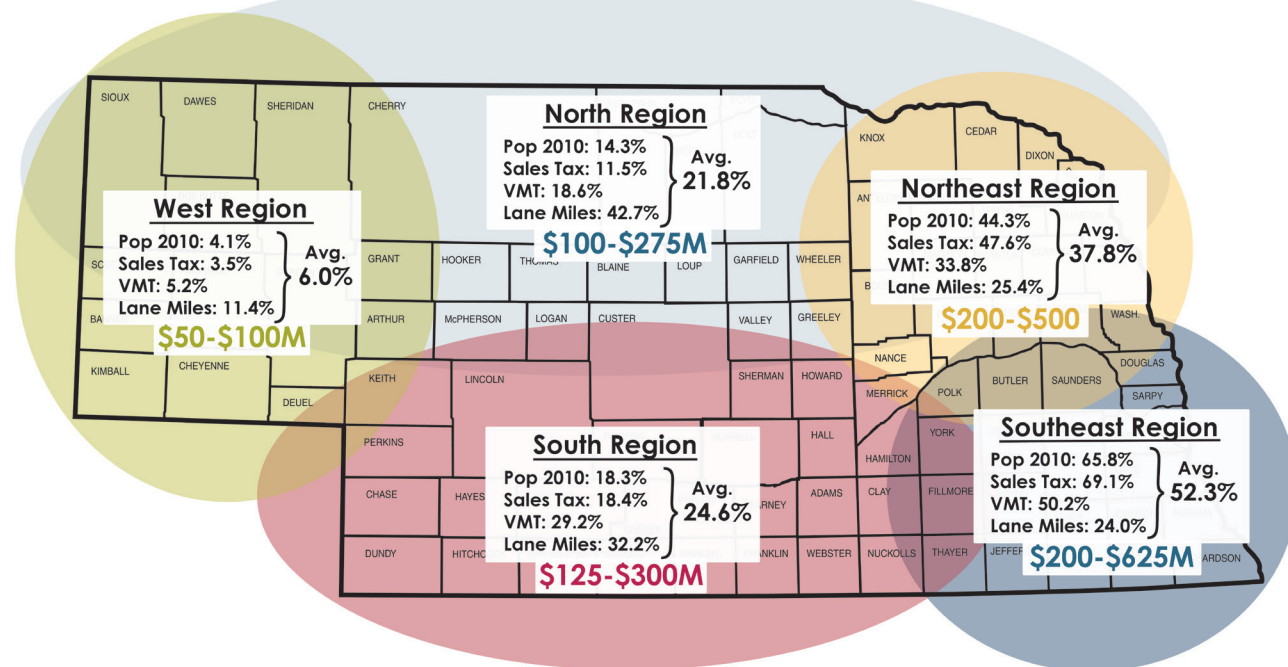 SIOUX
DAWES
SHERIDAN
CHERRY
KNOX
CEDAR
DIXON
North Region
Pop 2010: 14.3%
Sales Tax: 11.5%
VMT: 18.6%
Lane Miles: 42.7%
Avg.
21.8%
$100-$275M
West Region
Pop 2010: 4.1%
Sales Tax: 3.5%
VMT: 5.2%
Lane Miles: 11.4%
Avg.
6.0%
$50-$100M
Northeast Region
Pop 2010: 44.3%
Sales Tax: 47.6%
VMT: 33.8%
Lane Miles: 25.4%
Avg.
37.8%
$200-$500
GRANT
HOOKER
THOMAS
BLAINE
LOUP
GARFIELD
WHEELER
ARTHUR
McPHERSON
LOGAN
CUSTER
VALLEY
GREELEY
WASH.
KIMBALL
CHEYENNE
DEUEL
KEITH
LINCOLN
SHERMAN
HOWARD
NANCE
MERRICK
POLK
BUTLER
SAUNDERS
DOUGLAS
SARPY
PERKINS
HALL
HAMILTON
YORK
South Region
Pop 2010: 18.3%
Sales Tax: 18.4%
VMT: 29.2%
Lane Miles: 32.2%
Avg.
24.6%
$125-$300M
Southeast Region
Pop 2010: 65.8%
Sales Tax: 69.1%
VMT: 50.2%
Lane Miles: 24.0%
Avg.
52.3%
$200-$625M
CHASE
HAYES
ADAMS
CLAY
FILLMORE
DUNDY
WEBSTER
NUCKOLLS
THAYER